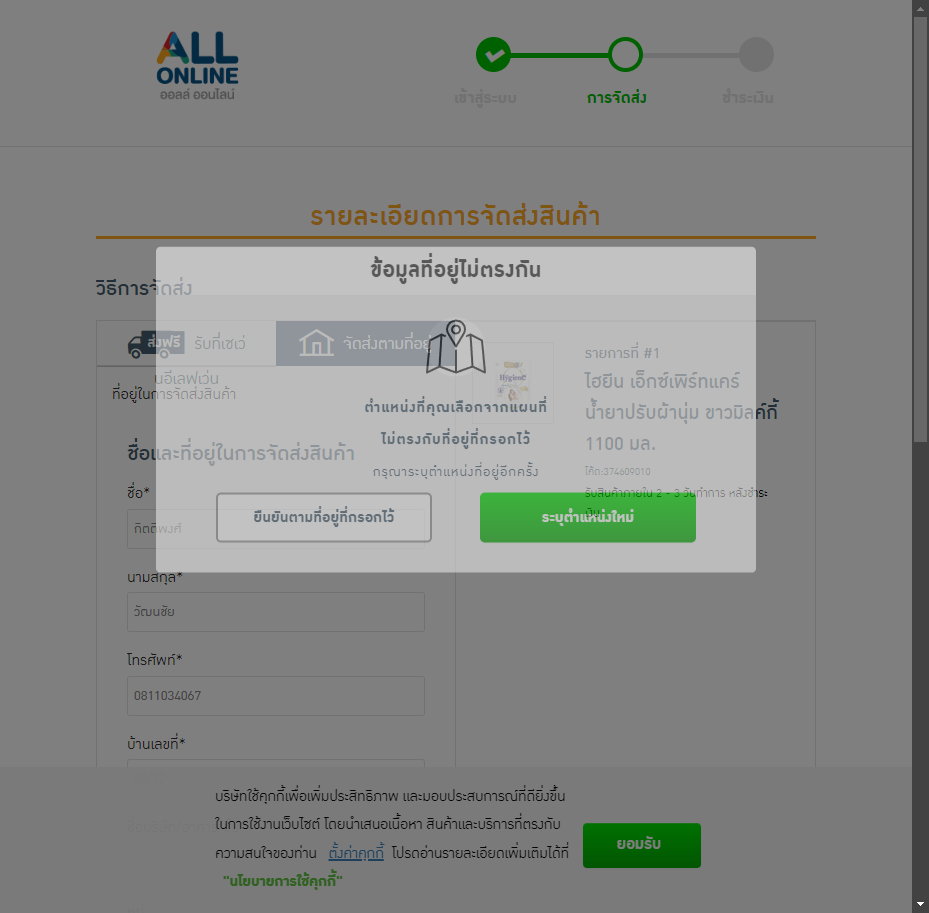 ALL
ONLINE
ออลล์ ออนไลน์
เข้าสู่ระบบ
การจัดส่ง
ชำระเงิน
รายละเอียดการจัดส่งสินค้า
ข้อมูลที่อยู่ไม่ตรงกัน
วิธีการจัดส่ง
ส่งฟรี
รับที่เซเว่
นอีเลฟเว่น
จัดส่งตามที่อยู่
ที่อยู่ในการจัดส่งสินค้า
รายการที่ #1
ไฮยีน เอ็กซ์เพิร์ทแคร์
น้ำยาปรับผ้านุ่ม ขาวมิลค์กี้
1100 มล.
โค้ด:374609010
รับสินค้าภายใน 2 - 3 วันทำการ หลังชำระ
เงิน
Hygiene
ตำแหน่งที่คุณเลือกจากแผนที่
ไม่ตรงกับที่อยู่ที่กรอกไว้
กรุณาระบุตำแหน่งที่อยู่อีกครั้ง
ยืนยันตามที่อยู่ที่กรอกไว้
ระบุตำแหน่งใหม่
ชื่อและที่อยู่ในการจัดส่งสินค้า
ชื่อ*
กิตติพงศ์
นามสกุล*
วัฒนชัย
โทรศัพท์*
0811034067
บ้านเลขที่*
บริษัทใช้คุกกี้เพื่อเพิ่มประสิทธิภาพ และมอบประสบการณ์ที่ดียิ่งขึ้น
ในการใช้งานเว็บไซต์ โดยนำเสนอเนื้อหา สินค้าและบริการที่ตรงกับ
ความสนใจของท่าน ตั้งค่าคุกกี้ โปรดอ่านรายละเอียดเพิ่มเติมได้ที่
"นโยบายการใช้คุกกี้"
ยอมรับ